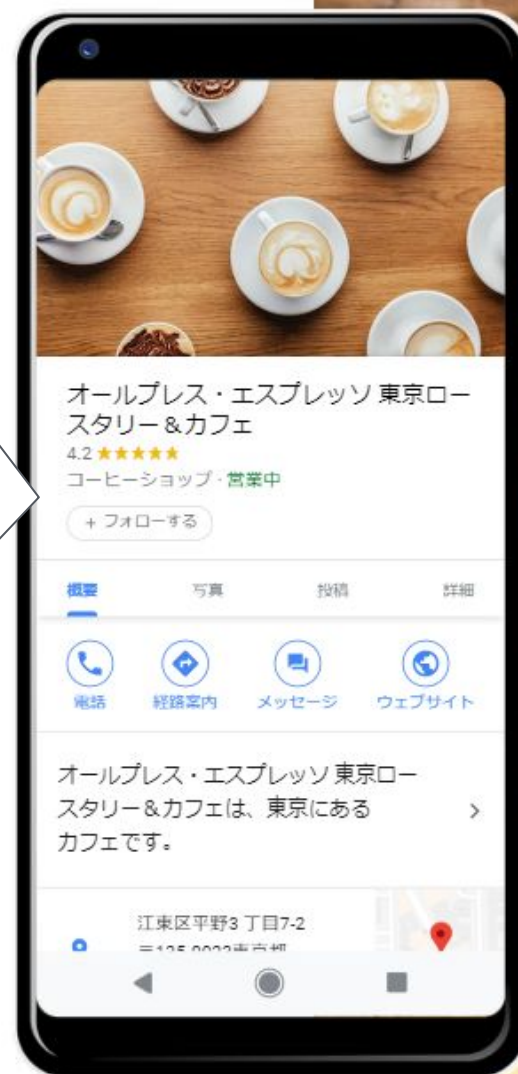 オールプレス・エスプレッソ 東京ロー
スタリー＆カフェ
4.2 ★★★★★
コーヒーショップ · 営業中
+ フォローする
概要 写真 投稿 詳細
電話 経路案内 メッセージ ウェブサイト
オールプレス・エスプレッソ 東京ロー
スタリー＆カフェは、東京にある
カフェです。
江東区平野3 丁目7-2